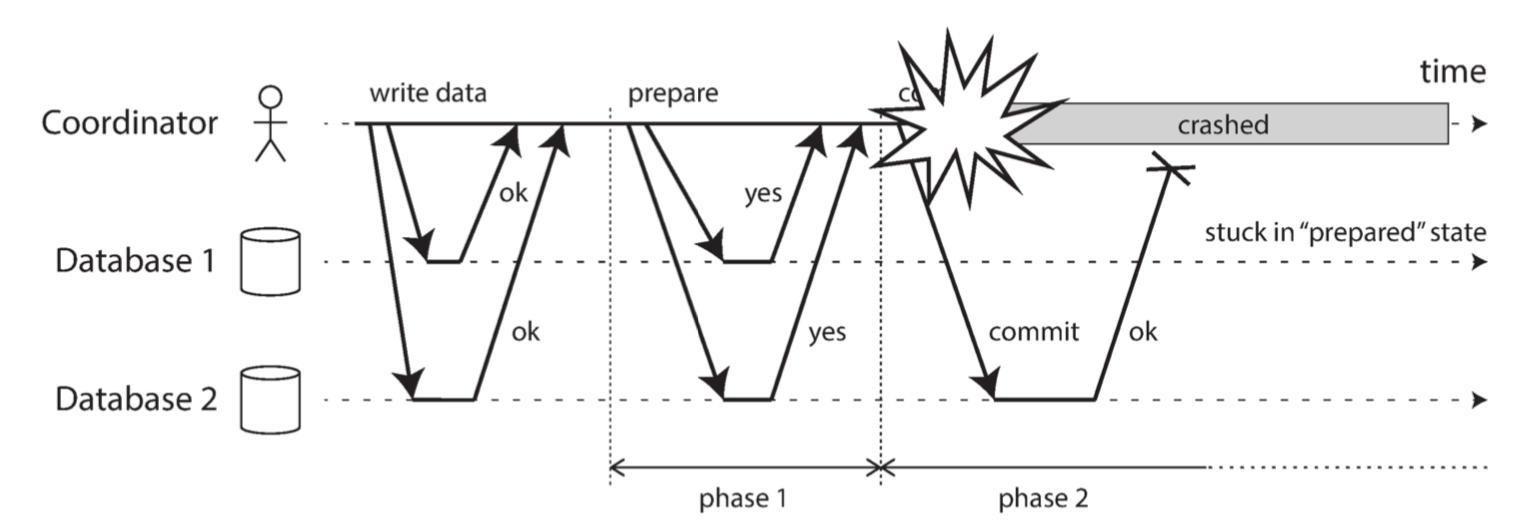 time
write data
prepare
co
Coordinator
crashed
ok
yes
stuck in “prepared” state
Database 1
ok
yes
commit
ok
Database 2
phase 1
phase 2